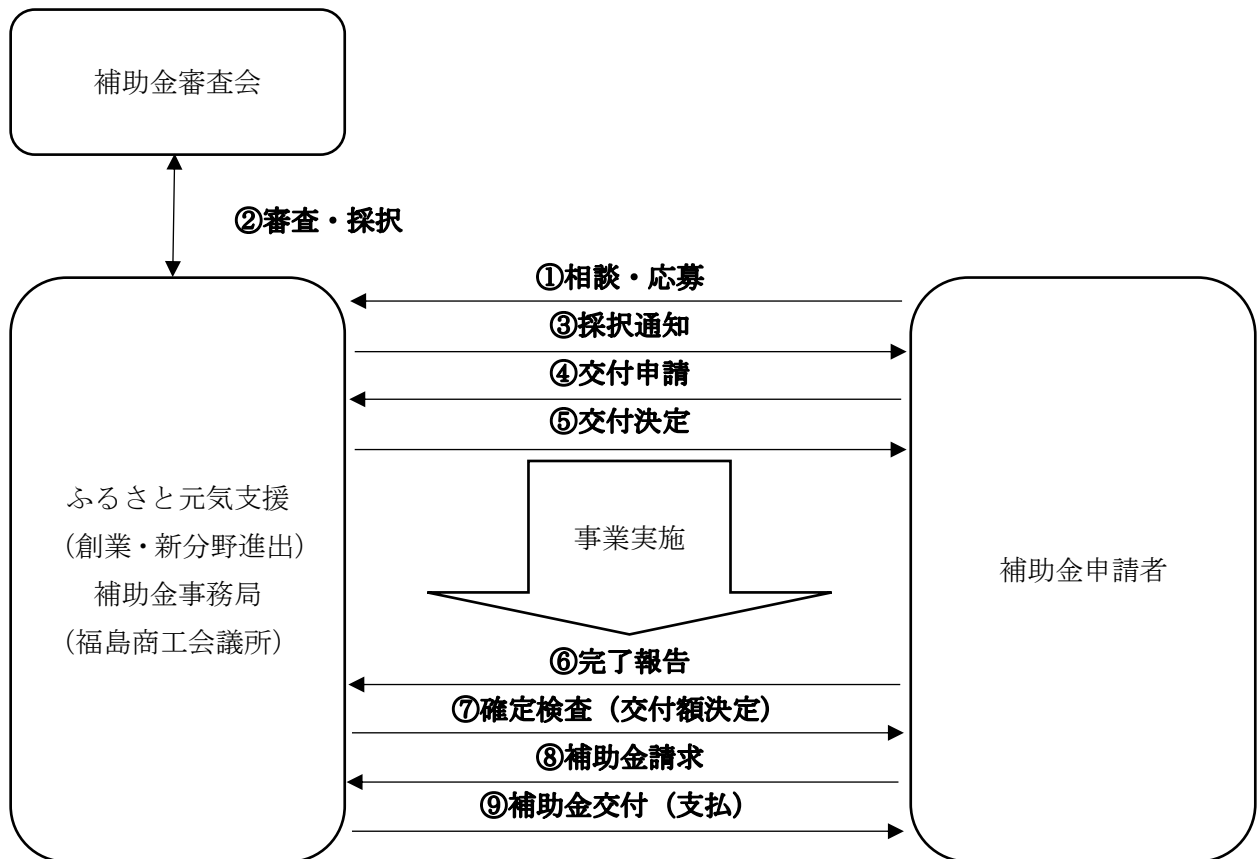 補助金審査会
②審査・採択
①相談・応募
③採択通知
④交付申請
⑤交付決定
ふるさと元気支援
(創業・新分野進出)
補助金事務局
(福島商工会議所)
事業実施
補助金申請者
⑥完了報告
⑦確定検査（交付額決定）
⑧補助金請求
⑨補助金交付（支払）